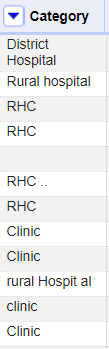 Category
District
Hospital
Rural hospital
RHC
RHC
RHC ..
RHC
Clinic
Clinic
rural Hospit al
clinic
Clinic